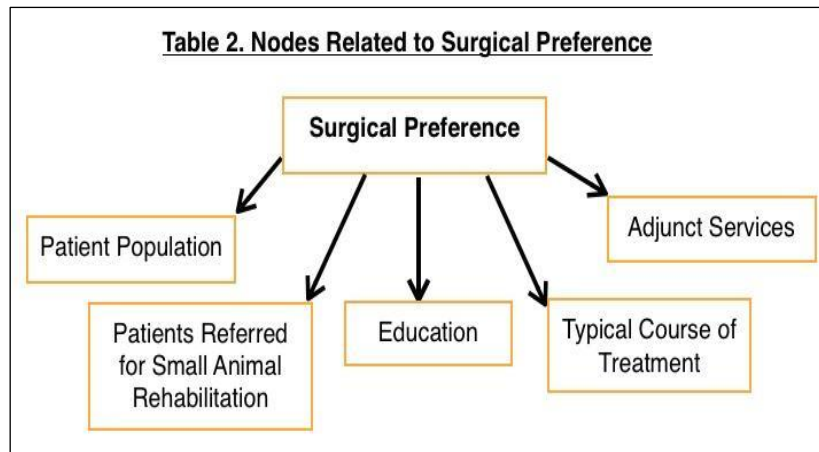 Table 2. Nodes Related to Surgical Preference
Surgical Preference
Patient Population
Adjunct Services
Patients Referred
for Small Animal
Rehabilitation
Education
Typical Course of
Treatment